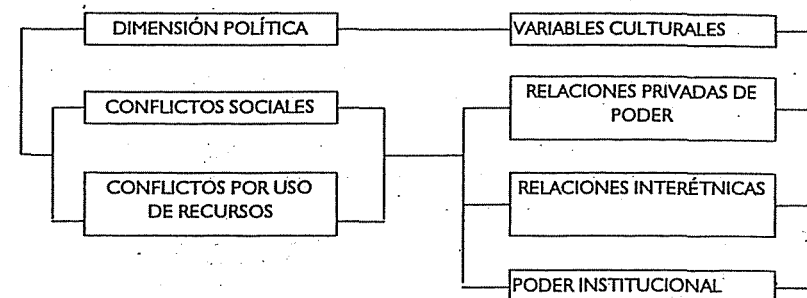 DIMENSIÓN POLÍTICA
VARIABLES CULTURALES
CONFLICTOS SOCIALES
RELACIONES PRIVADAS DE
PODER
CONFLICTOS POR USO
DE RECURSOS
RELACIONES INTERÉTNICAS
PODER INSTITUCIONAL